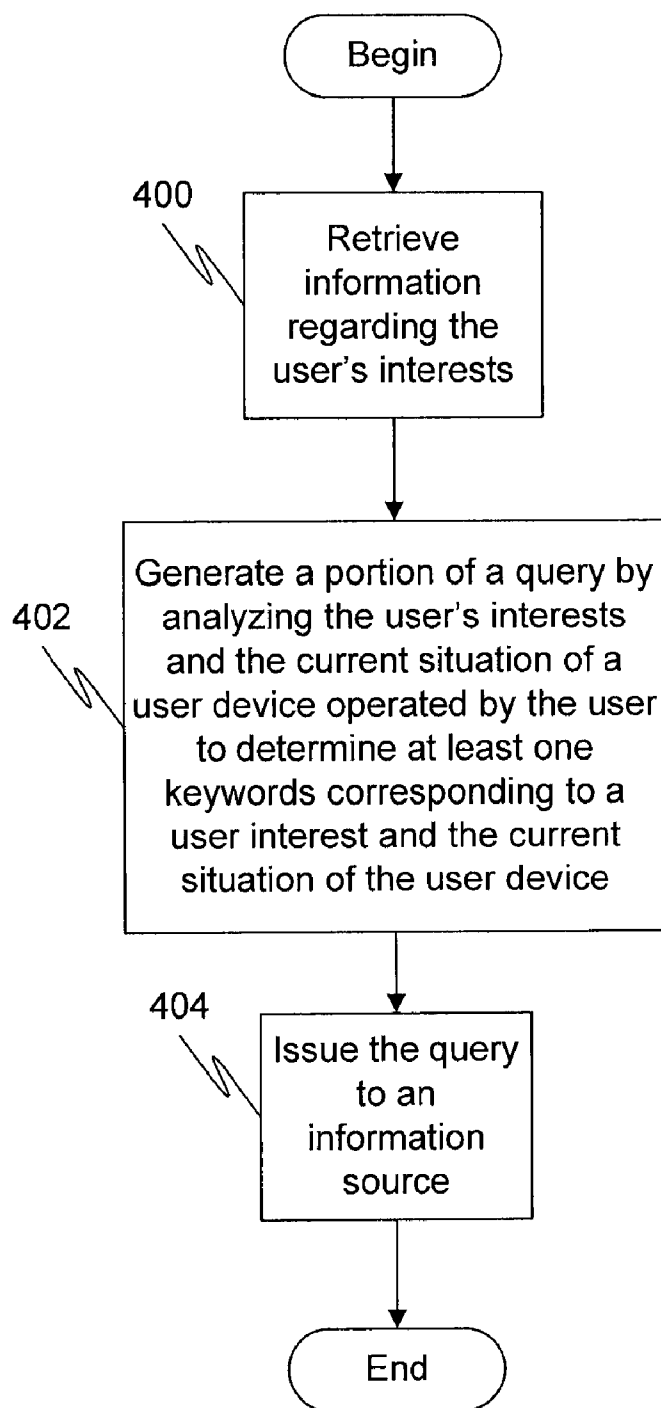 Begin
400
Retrieve
information
regarding the
user's interests
402
Generate a portion of a query by
analyzing the user's interests
and the current situation of a
user device operated by the user
to determine at least one
keywords corresponding to a
user interest and the current
situation of the user device
404
Issue the query
to an
information
source
End